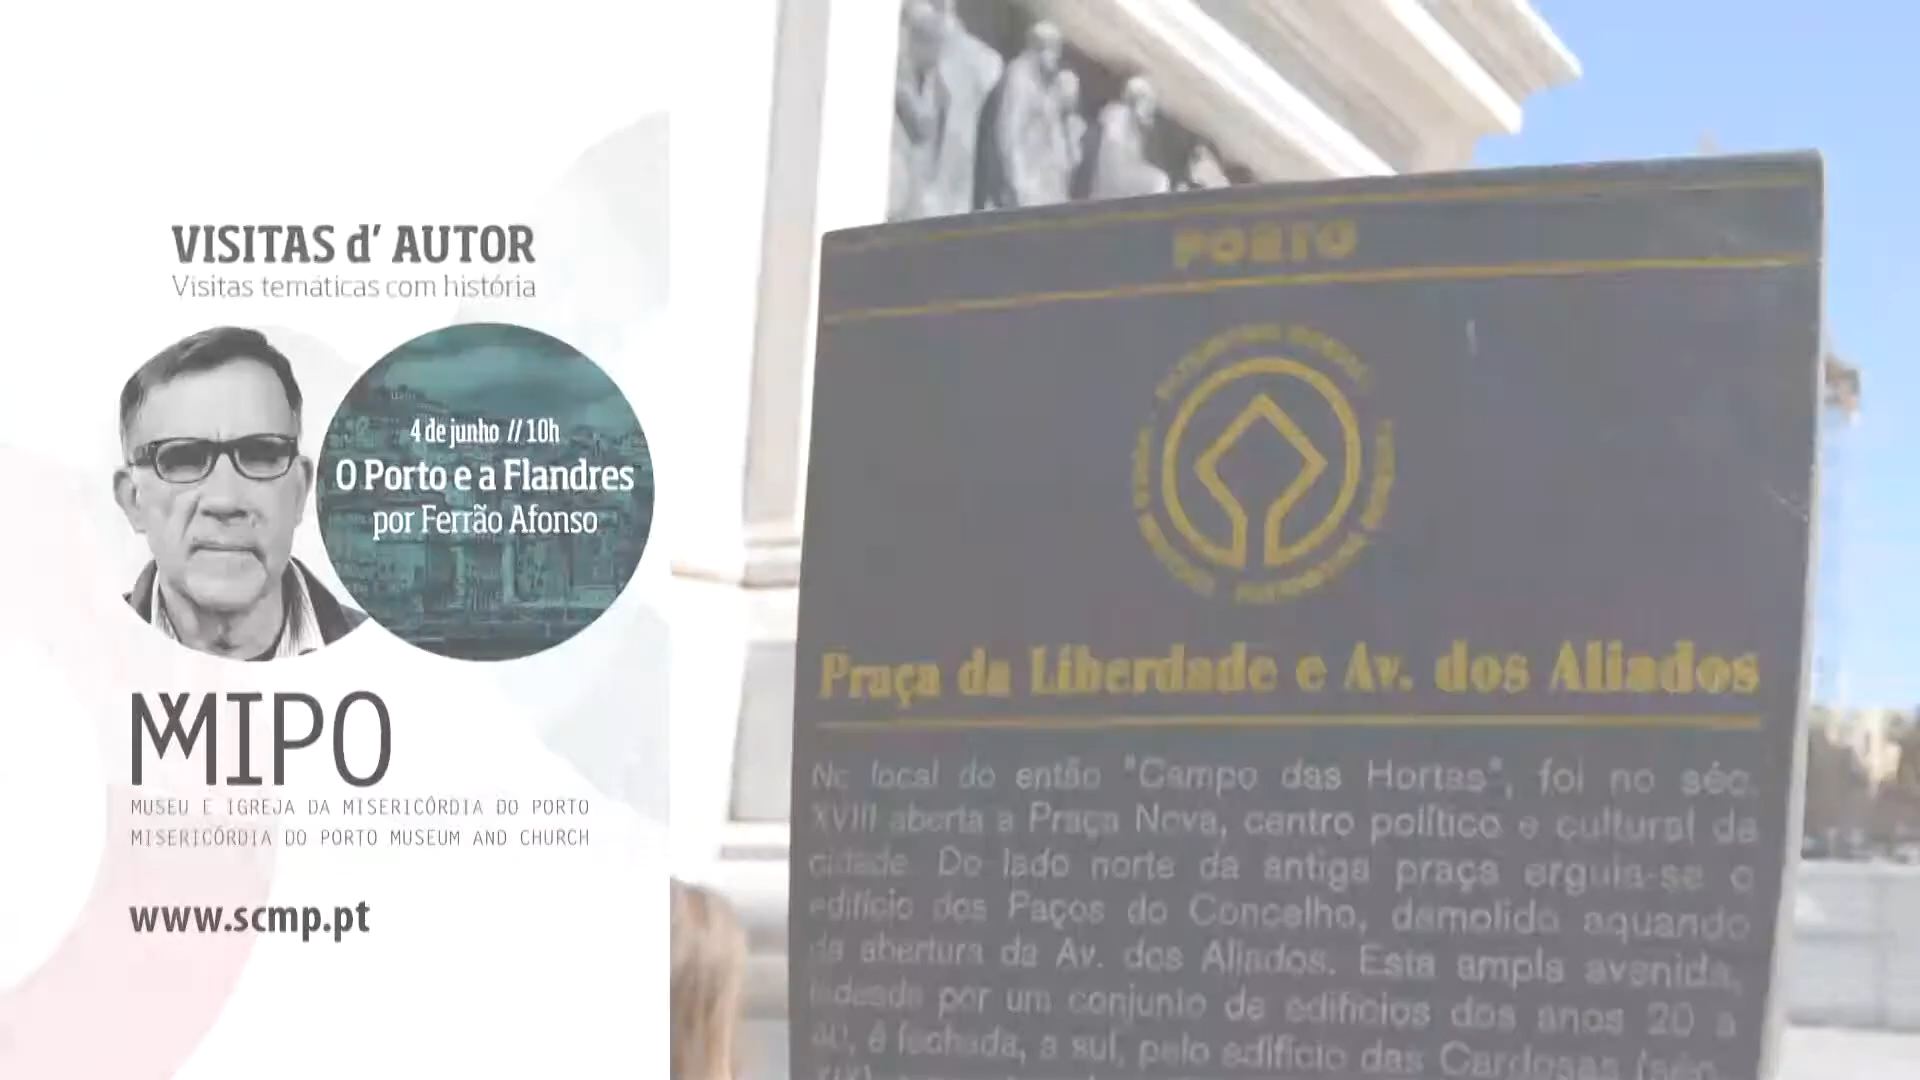 VISITAS d' AUTOR
Visitas temáticas com história
4 de junho // 10h
O Porto e a Flandres
por Ferrão Afonso
MMIPO
MUSEU E IGREJA DA MISERICÓRDIA DO PORTO
MISERICÓRDIA DO PORTO MUSEUM AND CHURCH
www.scmp.pt
PORTO
Praça da Liberdade e Av. dos Aliados
No local do então "Campo das Hortas", foi no séc.
XVIII aberta a Praça Nova, centro político e cultural da
cidade. Do lado norte da antiga praça erguia-se o
edifício dos Paços do Concelho, demolido aquando
da abertura da Av. dos Aliados. Esta ampla avenida,
ladeada por um conjunto de edifícios dos anos 20 a
40, é fechada, a sul, pelo edifício das Cardosas (séc.